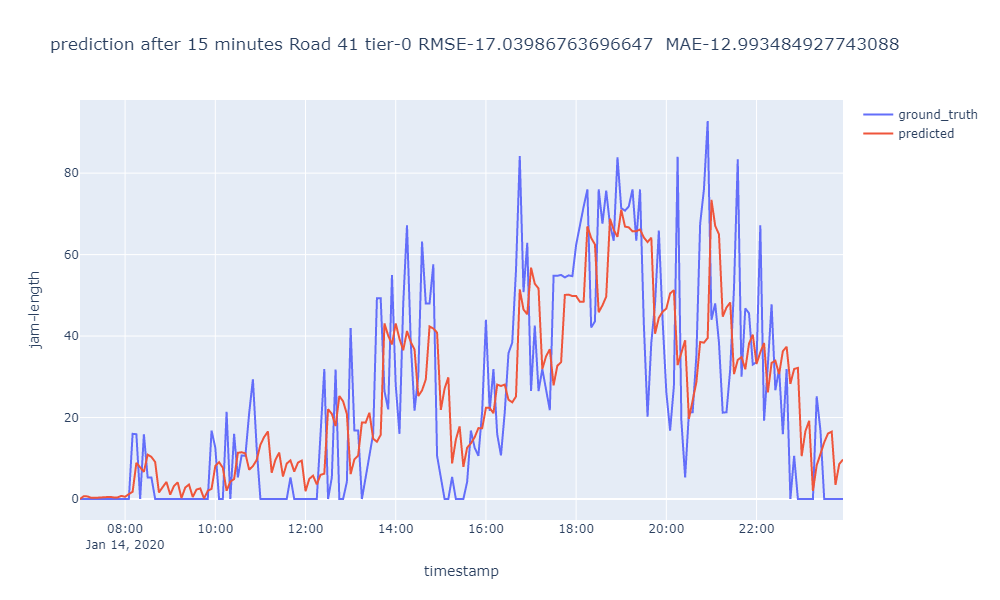 prediction after 15 minutes Road 41 tier-0 RMSE-17.03986763696647  MAE-12.993484927743088
ground_truth
predicted
80
60
40
20
0
jam-length
08:00 10:00 12:00 14:00 16:00 18:00 20:00 22:00
Jan 14, 2020
timestamp